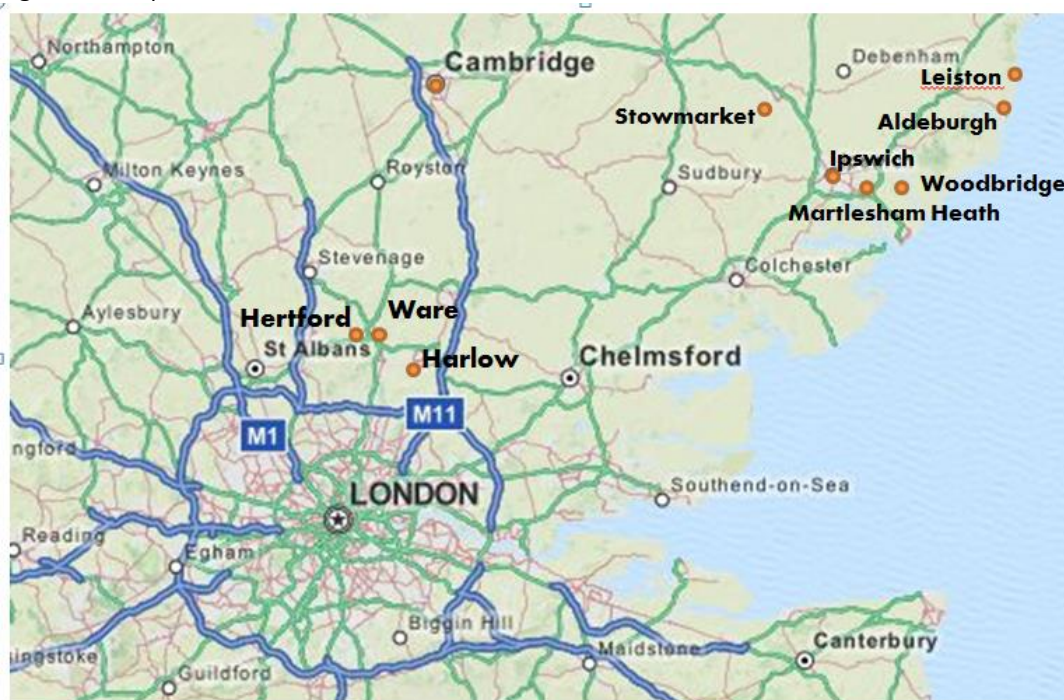 Northampton
Cambridge
Debenham
Leiston
Stowmarket
Aldeburgh
Ipswich
Milton Keynes
Royston
Sudbury
Woodbridge
Martlesham Heath
Stevenage
Colchester
Aylesbury
Hertford
Ware
St Albans
Harlow
Chelmsford
M11
M1
ngford
LONDON
Southend-on-Sea
Reading
Egham
Biggin Hill
Maidstone
Canterbury
ingstoke
Guildford